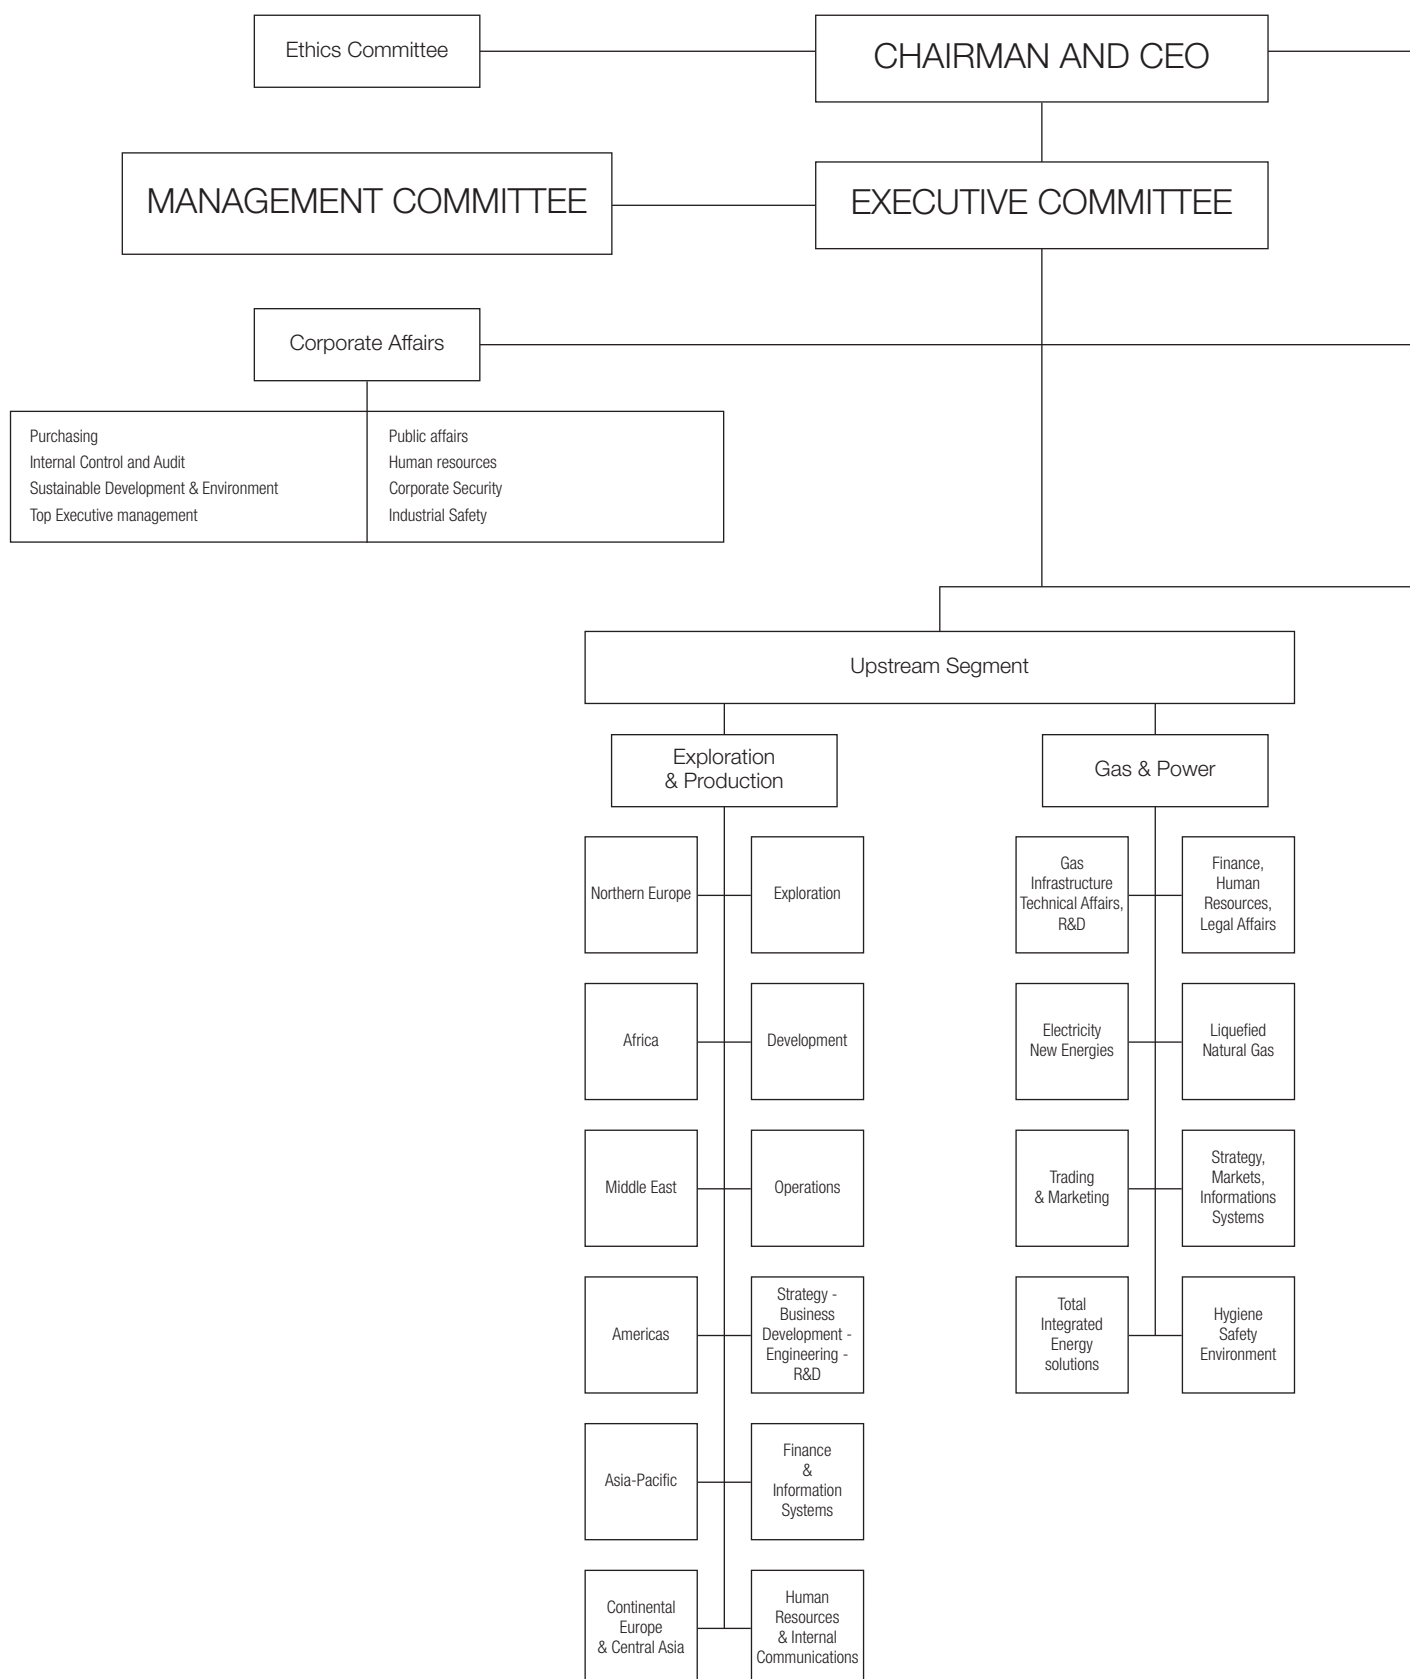 Ethics Committee
CHAIRMAN AND CEO
MANAGEMENT COMMITTEE
EXECUTIVE COMMITTEE
Corporate Affairs
Purchasing
Internal Control and Audit
Sustainable Development & Environment
Top Executive management
Public affairs
Human resources
Corporate Security
Industrial Safety
Upstream Segment
Exploration
& Production
Gas & Power
Northern Europe
Exploration
Gas
Infrastructure
Technical Affairs,
R&D
Finance,
Human
Resources,
Legal Affairs
Africa
Development
Electricity
New Energies
Liquefied
Natural Gas
Middle East
Operations
Trading
& Marketing
Strategy,
Markets,
Informations
Systems
Americas
Strategy -
Business
Development -
Engineering -
R&D
Total
Integrated
Energy
solutions
Hygiene
Safety
Environment
Asia-Pacific
Finance
&
Information
Systems
Continental
Europe
& Central Asia
Human
Resources
& Internal
Communications